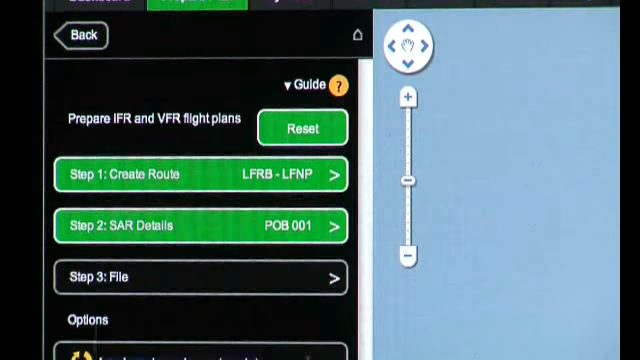 Back
Guide ?
Prepare IFR and VFR flight plans
Reset
Step 1: Create Route LFRB - LFNP >
Step 2: SAR Details POB 001 >
Step 3: File >
Options